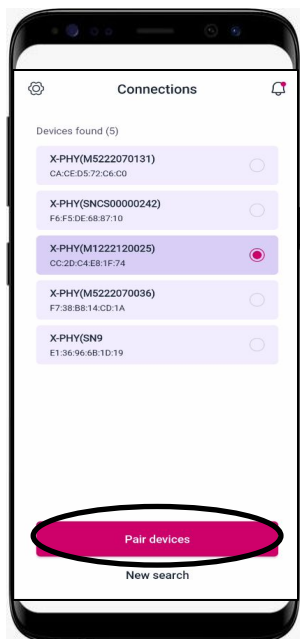 Connections
Devices found (5)
X-PHY(M5222070131)
CA:CE:D5:72:C6:C0
X-PHY(SNCS00000242)
F6:F5:DE:68:87:10
X-PHY(M1222120025)
CC:2D:C4:E8:1F:74
X-PHY(M5222070036)
F7:38:B8:14:CD:1A
X-PHY(SN9
E1:36:96:6B:1D:19
Pair devices
New search